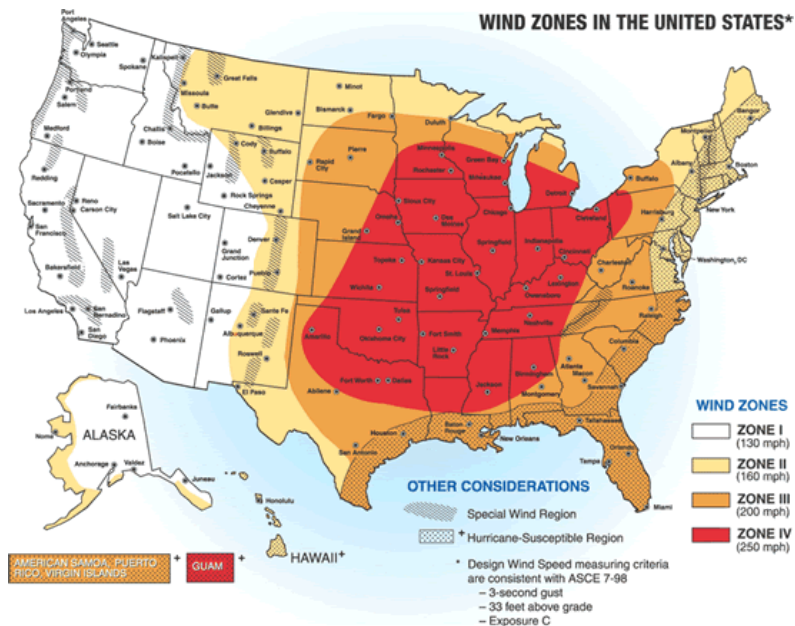 WIND ZONES IN THE UNITED STATES*
Port
Angeles
Seattle
Olympia
Spokane
Kalispell
Great Falls
Missoula
Butte
Glendive
Billings
Portland
Salem
Medford
Challis
Boise
Pocatello
Cody
Buffalo
Jackson
Casper
Rock Springs
Cheyenne
Minot
Bismarck
Fargo
Pierre
Rapid
City
Duluth
Minneapolis
Rochester
Green Bay
Milwaukee
Chicago
Detroit
Cleveland
Buffalo
Bangor
Montpelier
Albany
Boston
New York
Harrisburg
Washington, DC
Redding
Reno
Carson City
Sacramento
San
Francisco
Bakersfield
Las
Vegas
Los Angeles
San
Bernadino
San
Diego
Salt Lake City
Grand
Junction
Cortez
Denver
Pueblo
Flagstaff
Phoenix
Gallup
Sante Fe
Albuquerque
Roswell
El Paso
Sioux City
Omaha
Grand
Island
Des
Moines
Topeka
Kansas City
St. Louis
Wichita
Springfield
Springfield
Indianapolis
Cincinnati
Lexington
Owensboro
Charleston
Roanoke
Raleigh
Nashville
Memphis
Tulsa
Oklahoma City
Amarillo
Fort Smith
Little
Rock
Fort Worth
Dallas
Abilene
Jackson
Birmingham
Montgomery
Atlanta
Macon
Columbia
Savannah
Tallahassee
Houston
San Antonio
Baton
Rouge
New Orleans
Orlando
Tampa
Miami
Fairbanks
Nome
ALASKA
Anchorage
Valdez
Juneau
Honolulu
HAWAII+
AMERICAN SAMOA, PUERTO
RICO, VIRGIN ISLANDS
+
GUAM
+
OTHER CONSIDERATIONS
Special Wind Region
+ Hurricane-Susceptible Region
* Design Wind Speed measuring criteria
are consistent with ASCE 7-98
– 3-second gust
– 33 feet above grade
– Exposure C
WIND ZONES
ZONE I
(130 mph)
ZONE II
(160 mph)
ZONE III
(200 mph)
ZONE IV
(250 mph)